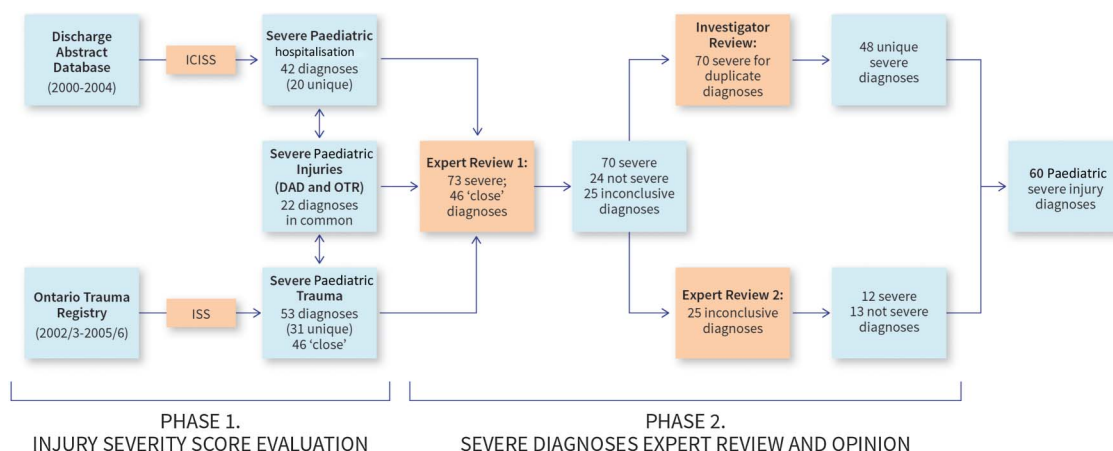 Discharge
Abstract
Database
(2000-2004)
ICISS
Severe Paediatric
hospitalisation
42 diagnoses
(20 unique)
Severe Paediatric
Injuries
(DAD and OTR)
22 diagnoses
in common
Ontario Trauma
Registry
(2002/3-2005/6)
ISS
Severe Paediatric
Trauma
53 diagnoses
(31 unique)
46 ‘close’
Expert Review 1:
73 severe;
46 ‘close’
diagnoses
70 severe
24 not severe
25 inconclusive
diagnoses
Investigator
Review:
70 severe for
duplicate
diagnoses
48 unique
severe
diagnoses
Expert Review 2:
25 inconclusive
diagnoses
12 severe
13 not severe
diagnoses
60 Paediatric
severe injury
diagnoses
PHASE 1.
INJURY SEVERITY SCORE EVALUATION
PHASE 2.
SEVERE DIAGNOSES EXPERT REVIEW AND OPINION